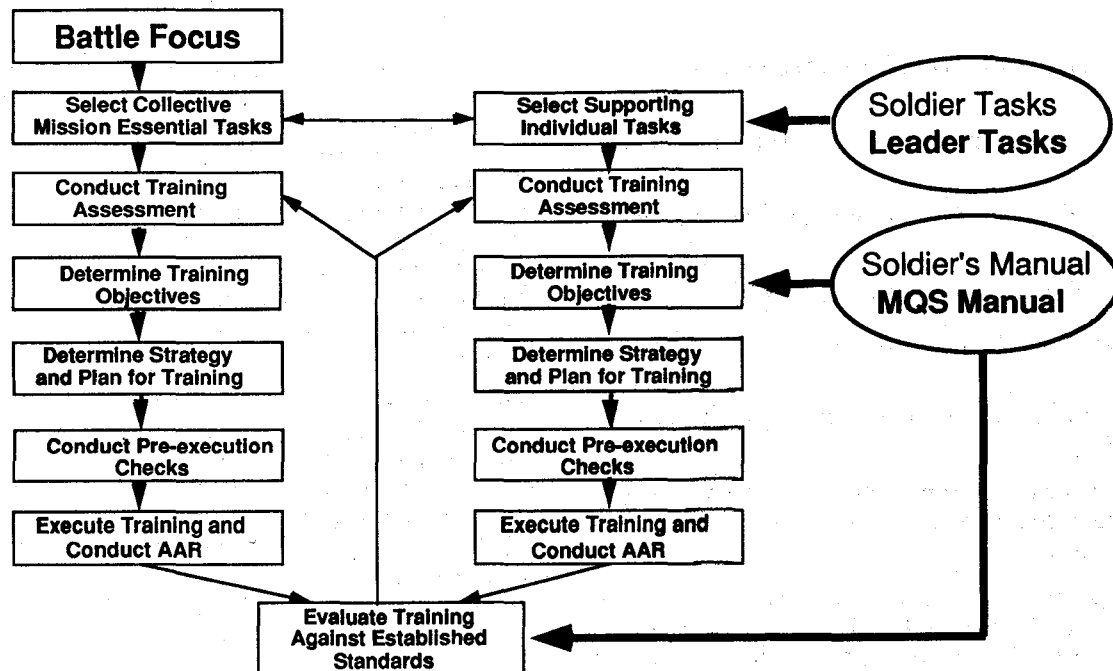 Battle Focus
Select Collective
Mission Essential Tasks
Conduct Training
Assessment
Determine Training
Objectives
Determine Strategy
and Plan for Training
Conduct Pre-execution
Checks
Execute Training and
Conduct AAR
Select Supporting
Individual Tasks
Conduct Training
Assessment
Determine Training
Objectives
Determine Strategy
and Plan for Training
Conduct Pre-execution
Checks
Execute Training and
Conduct AAR
Evaluate Training
Against Established
Standards
Soldier Tasks
Leader Tasks
Soldier's Manual
MQS Manual